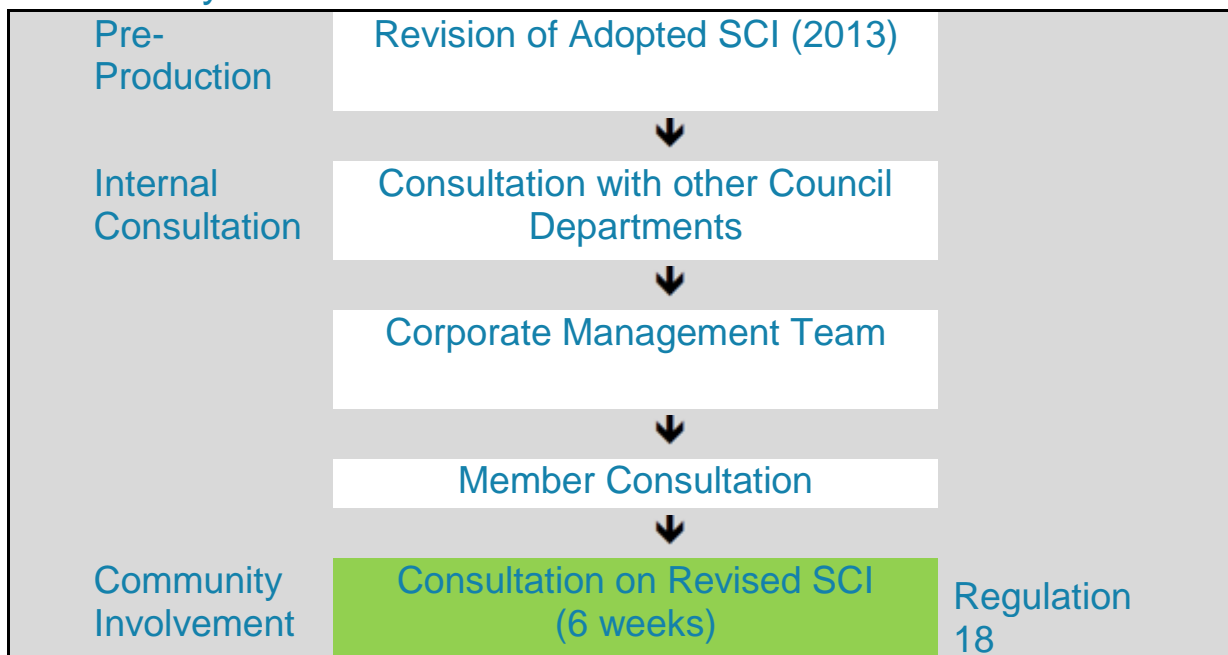 Pre-
Production
Revision of Adopted SCI (2013)
Internal
Consultation
Consultation with other Council
Departments
Corporate Management Team
Member Consultation
Community
Involvement
Consultation on Revised SCI
(6 weeks)
Regulation
18